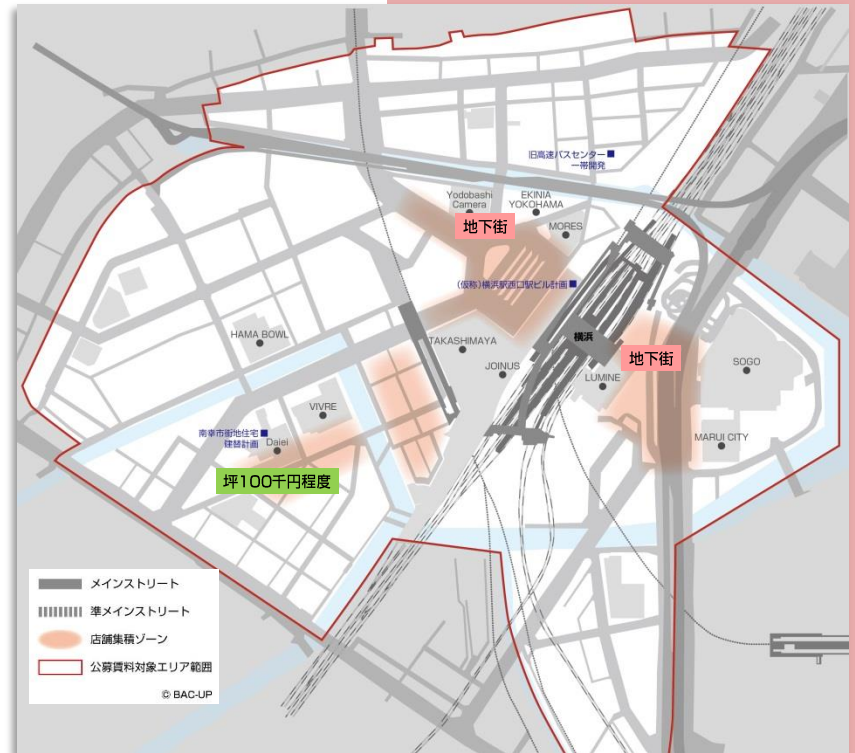 旧高速バスセンター
一帯開発
Yodobashi
Camera
EKINIA
YOKOHAMA
地下街
MORES
(仮称)横浜駅西口駅ビル計画
横浜
HAMA BOWL
TAKASHIMAYA
地下街
JOINUS
LUMINE
SOGO
VIVRE
南幸市街地住宅
建替計画
Daiei
MARUI CITY
坪100千円程度
メインストリート
準メインストリート
店舗集積ゾーン
公募賃料対象エリア範囲
© BAC-UP